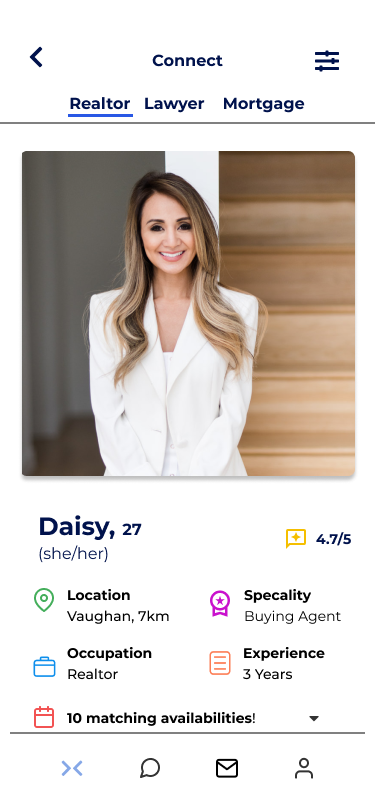 Connect
Realtor Lawyer Mortgage
Daisy, 27
(she/her)
4.7/5
Location
Vaughan, 7km
Specality
Buying Agent
Occupation
Realtor
Experience
3 Years
10 matching availabilities!